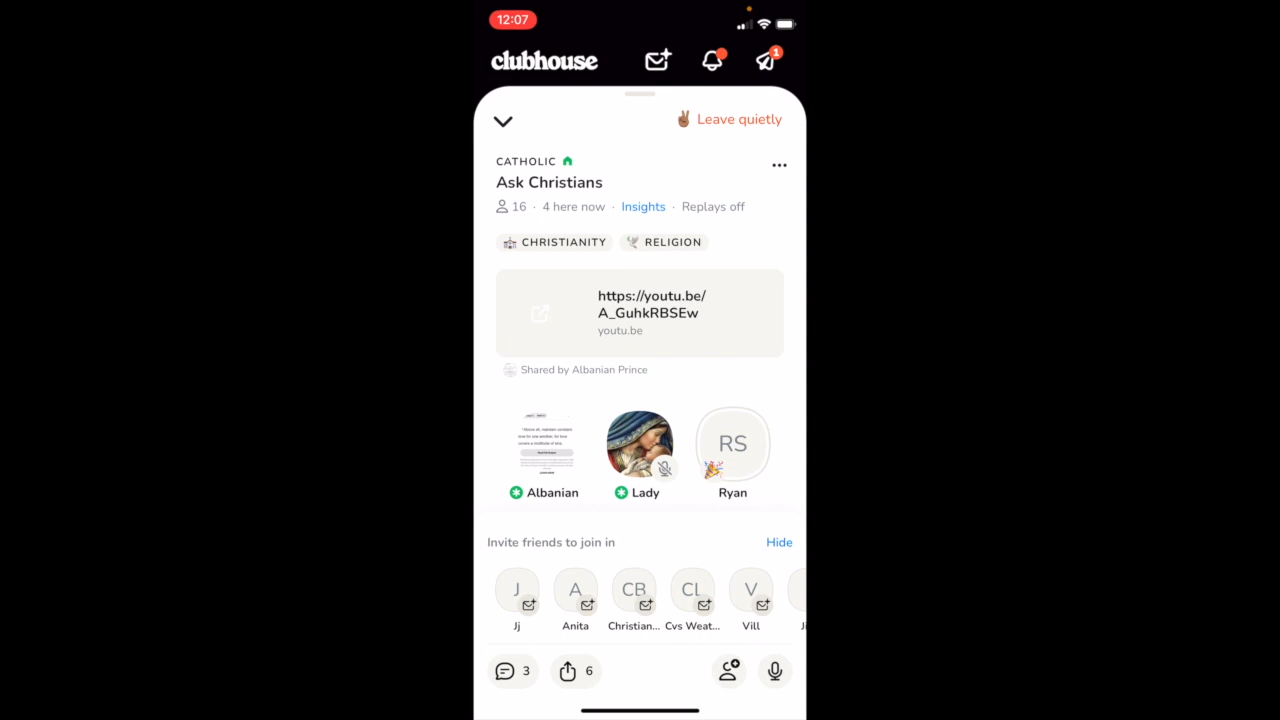 12:07
clubhouse
1
Leave quietly
CATHOLIC
Ask Christians
16 · 4 here now · Insights · Replays off
CHRISTIANITY
RELIGION
https://youtu.be/
A_GuhkRBSEw
youtu.be
Shared by Albanian Prince
RS
Albanian
Lady
Ryan
Invite friends to join in
Hide
J
A
CB
CL
V
Jj
Anita
Christian...
Cvs Weat...
Vill
3
6